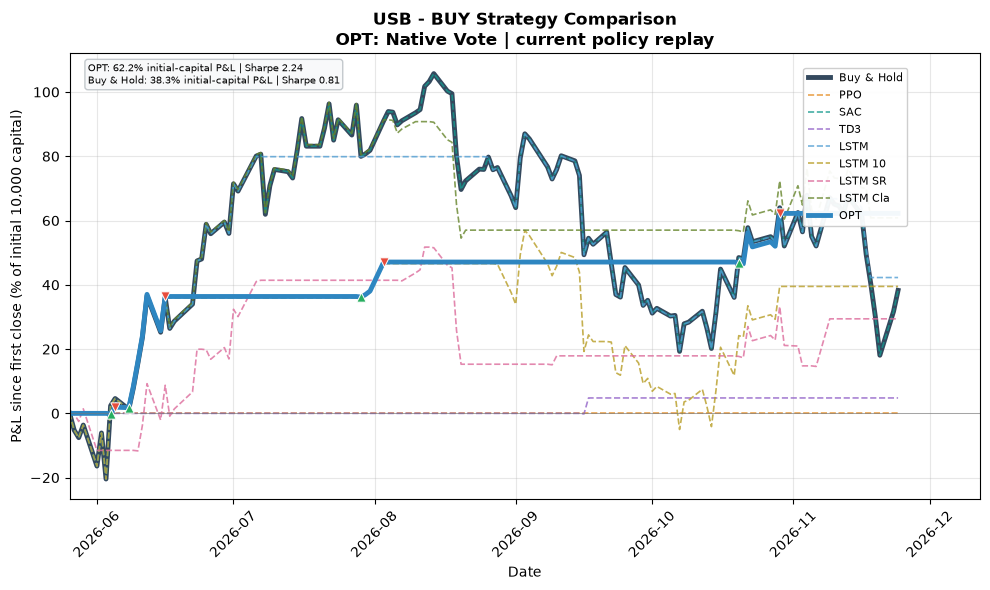 USB - BUY Strategy Comparison
OPT: Native Vote | current policy replay
OPT: 62.2% initial-capital P&L | Sharpe 2.24
Buy & Hold: 38.3% initial-capital P&L | Sharpe 0.81
Buy & Hold
PPO
SAC
TD3
LSTM
LSTM 10
LSTM SR
LSTM Cla
OPT
P&L since first close (% of initial 10,000 capital)
100
80
60
40
20
0
−20
2026-06
2026-07
2026-08
2026-09
2026-10
2026-11
2026-12
Date